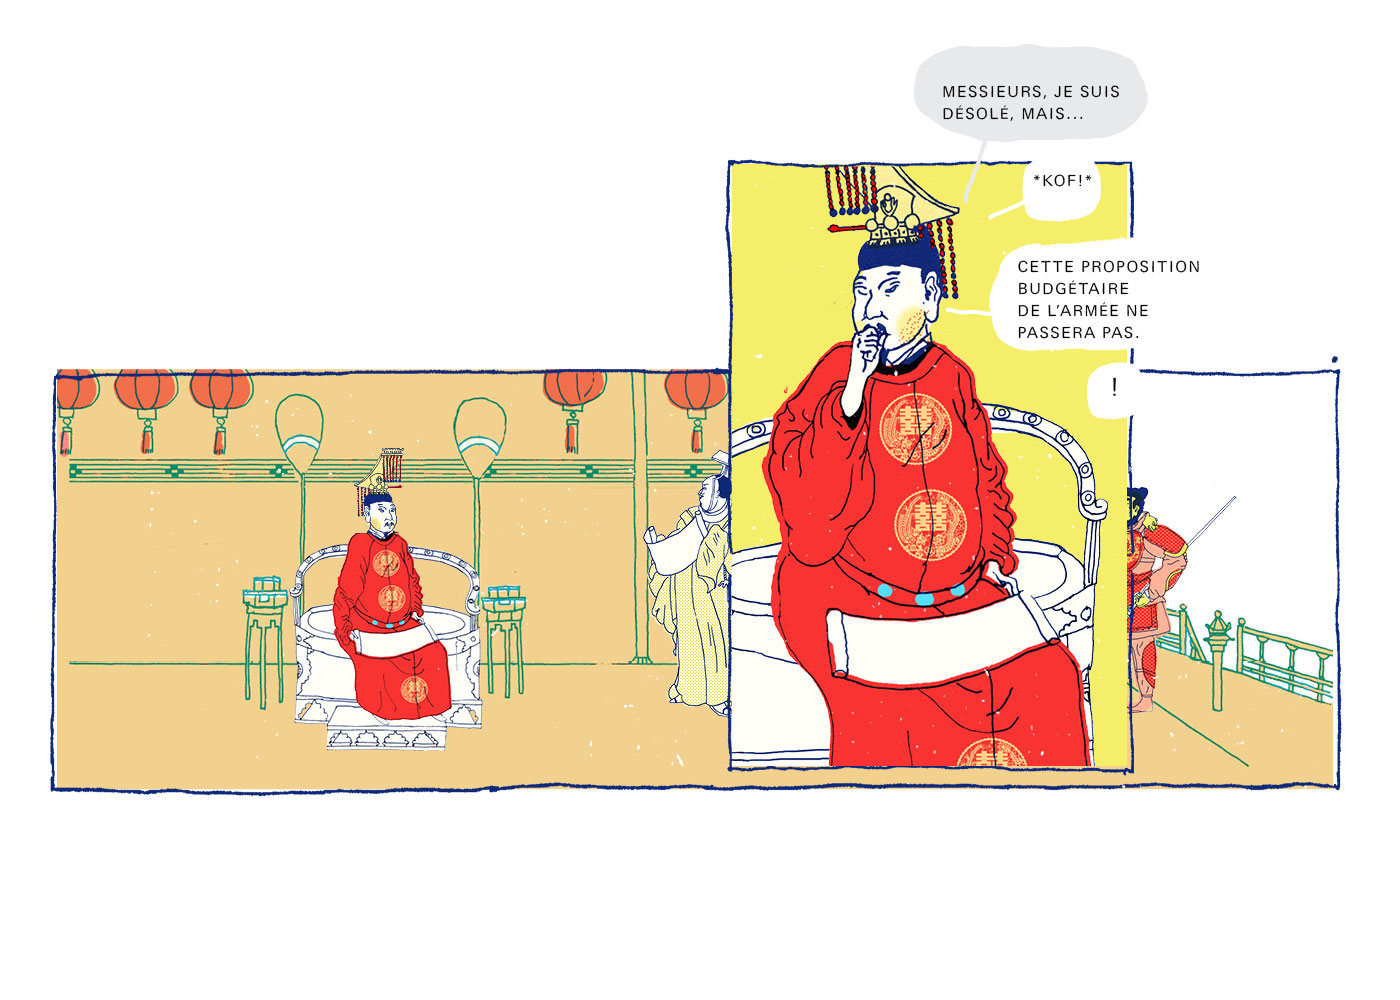 MESSIEURS, JE SUIS
DÉSOLÉ, MAIS...
*KOF!*
CETTE PROPOSITION
BUDGÉTAIRE
DE L'ARMÉE NE
PASSERA PAS.
!